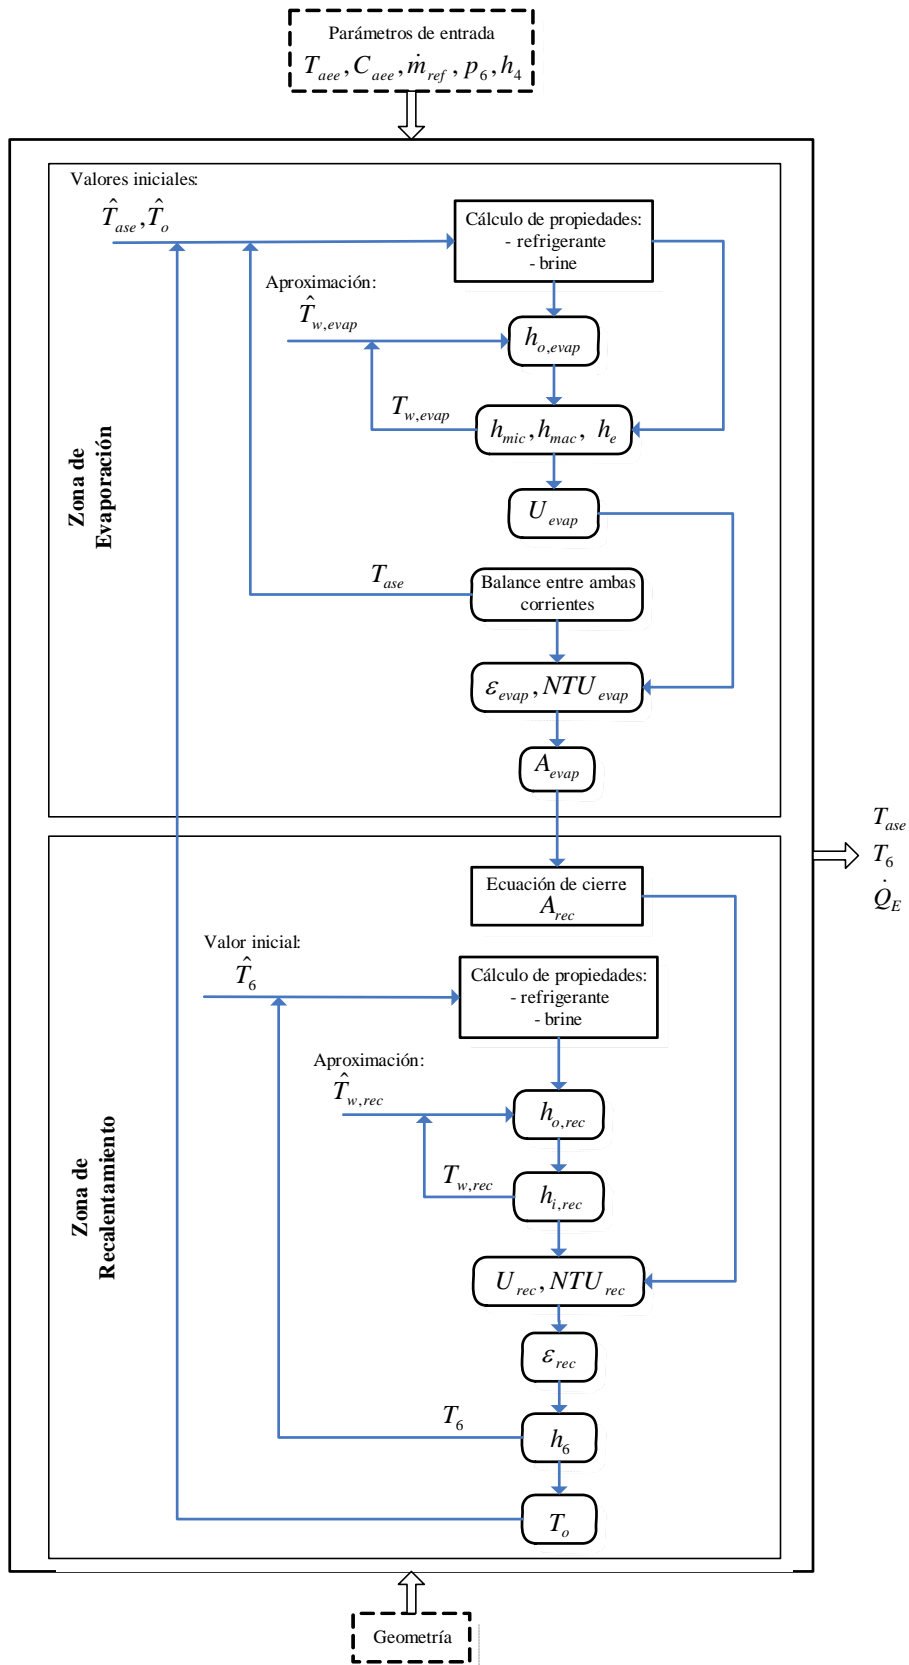 Parámetros de entrada
T_aee, C_aee, ṁ_ref, p_6, h_4
Valores iniciales:
T̂_ase, T̂_o
Cálculo de propiedades:
- refrigerante
- brine
Aproximación:
T̂_w,evap
h_o,evap
T_w,evap
h_mic, h_mac, h_e
Zona de
Evaporación
U_evap
T_ase
Balance entre ambas
corrientes
ε_evap, NTU_evap
A_evap
T_ase
T_6
Q̇_E
Ecuación de cierre
A_rec
Valor inicial:
T̂_6
Cálculo de propiedades:
- refrigerante
- brine
Aproximación:
T̂_w,rec
h_o,rec
T_w,rec
h_i,rec
Zona de
Recalentamiento
U_rec, NTU_rec
ε_rec
T_6
h_6
T_o
Geometría